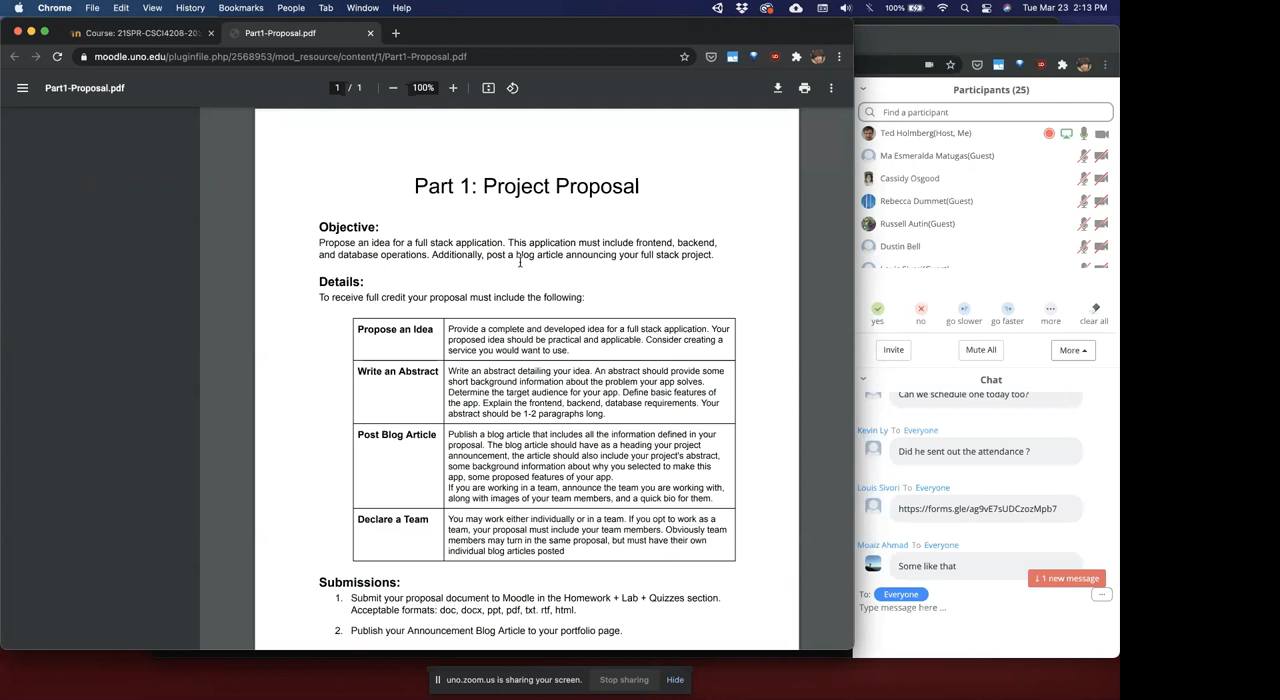 Chrome File Edit View History Bookmarks People Tab Window Help
100% Tue Mar 23 2:13 PM
Course: 21SPR-CSCI4208-20
Part1-Proposal.pdf
moodle.uno.edu/pluginfile.php/2568953/mod_resource/content/1/Part1-Proposal.pdf
Part1-Proposal.pdf
1 / 1
100%
Part 1: Project Proposal
Objective:
Propose an idea for a full stack application. This application must include frontend, backend,
and database operations. Additionally, post a blog article announcing your full stack project.
Details:
To receive full credit your proposal must include the following:
Propose an Idea
Provide a complete and developed idea for a full stack application. Your
proposed idea should be practical and applicable. Consider creating a
service you would want to use.
Write an Abstract
Write an abstract detailing your idea. An abstract should provide some
short background information about the problem your app solves.
Determine the target audience for your app. Define basic features of
the app. Explain the frontend, backend, database requirements. Your
abstract should be 1-2 paragraphs long.
Post Blog Article
Publish a blog article that includes all the information defined in your
proposal. The blog article should have as a heading your project
announcement, the article should also include your project's abstract,
some background information about why you selected to make this
app, some proposed features of your app.
If you are working in a team, announce the team you are working with,
along with images of your team members, and a quick bio for them.
Declare a Team
You may work either individually or in a team. If you opt to work as a
team, your proposal must include your team members. Obviously team
members may turn in the same proposal, but must have their own
individual blog articles posted
Submissions:
1. Submit your proposal document to Moodle in the Homework + Lab + Quizzes section.
Acceptable formats: doc, docx, ppt, pdf, txt. rtf, html.
2. Publish your Announcement Blog Article to your portfolio page.
Participants (25)
Find a participant
Ted Holmberg(Host, Me)
Ma Esmeralda Matugas(Guest)
Cassidy Osgood
Rebecca Dummet(Guest)
Russell Autin(Guest)
Dustin Bell
Louis Sivori(Guest)
yes no go slower go faster more clear all
Invite
Mute All
More
Chat
Can we schedule one today too?
Kevin Ly To Everyone
Did he sent out the attendance ?
Louis Sivori To Everyone
https://forms.gle/ag9vE7sUDCzozMpb7
Moaiz Ahmad To Everyone
Some like that
↓ 1 new message
To: Everyone
...
Type message here ...
uno.zoom.us is sharing your screen.
Stop sharing
Hide